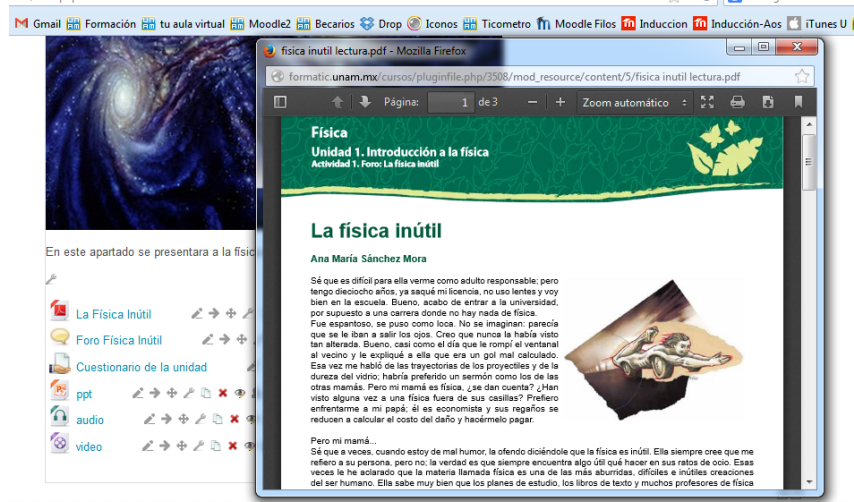 Gmail Formación tu aula virtual Moodle2 Becarios Drop Iconos Ticometro Moodle Filos Induccion Inducción-Aos iTunes U
fisica inutil lectura.pdf - Mozilla Firefox
formatic.unam.mx/cursos/pluginfile.php/3508/mod_resource/content/5/fisica inutil lectura.pdf
Página: 1 de 3 Zoom automático
Física
Unidad 1. Introducción a la física
Actividad 1. Foro: La física inútil
La física inútil
Ana María Sánchez Mora
Sé que es difícil para ella verme como adulto responsable; pero
tengo dieciocho años, ya saqué mi licencia, no uso lentes y voy
bien en la escuela. Bueno, acabo de entrar a la universidad,
por supuesto a una carrera donde no hay nada de física.
Fue espantoso, se puso como loca. No se imaginan: parecía
que se le iban a salir los ojos. Creo que nunca la había visto
tan alterada. Bueno, casi como el día que le rompí el ventanal
al vecino y le expliqué a ella que era un gol mal calculado.
Esa vez me habló de las trayectorias de los proyectiles y de la
dureza del vidrio; habría preferido un sermón como los de las
otras mamás. Pero mi mamá es física, ¿se dan cuenta? ¿Han
visto alguna vez a una física fuera de sus casillas? Prefiero
enfrentarme a mi papá; él es economista y sus regaños se
reducen a calcular el costo del daño y hacérmelo pagar.
Pero mi mamá...
Sé que a veces, cuando estoy de mal humor, la ofendo diciéndole que la física es inútil. Ella siempre cree que me
refiero a su persona, pero no; la verdad es que siempre encuentra algo útil qué hacer en sus ratos de ocio. Esas
veces le he aclarado que la materia llamada física es una de las más aburridas, difíciles e inútiles creaciones
del ser humano. Ella sabe muy bien que los planes de estudio, los libros de texto y muchos profesores de física
En este apartado se presentara a la físic
La Física Inútil
Foro Física Inútil
Cuestionario de la unidad
ppt
audio
video